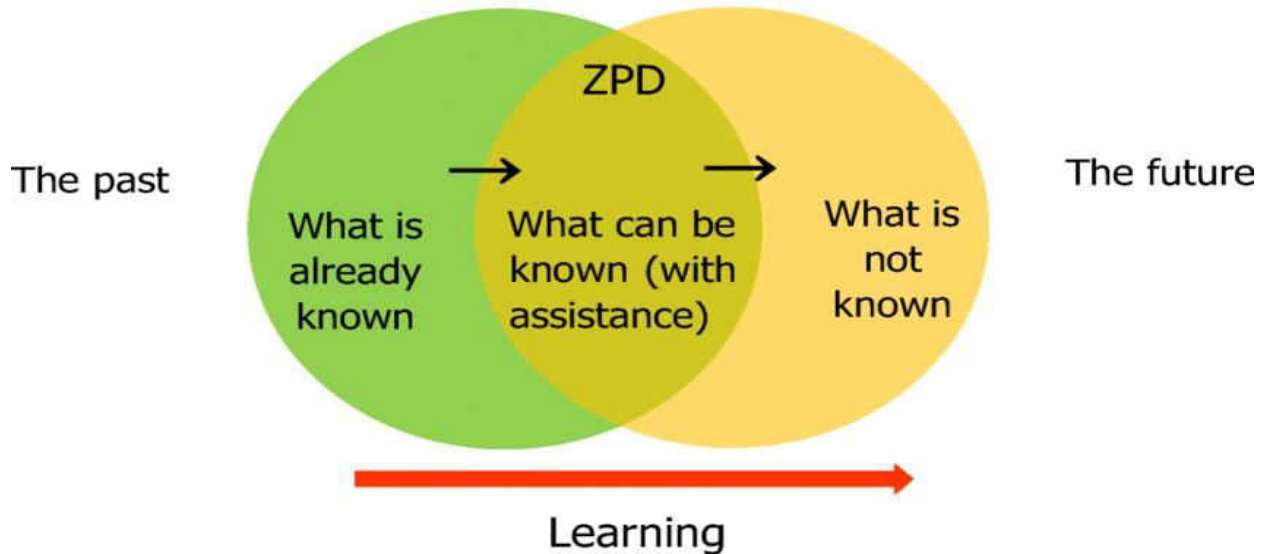 ZPD
The past
What is
already
known
What can be
known (with
assistance)
What is
not
known
The future
Learning